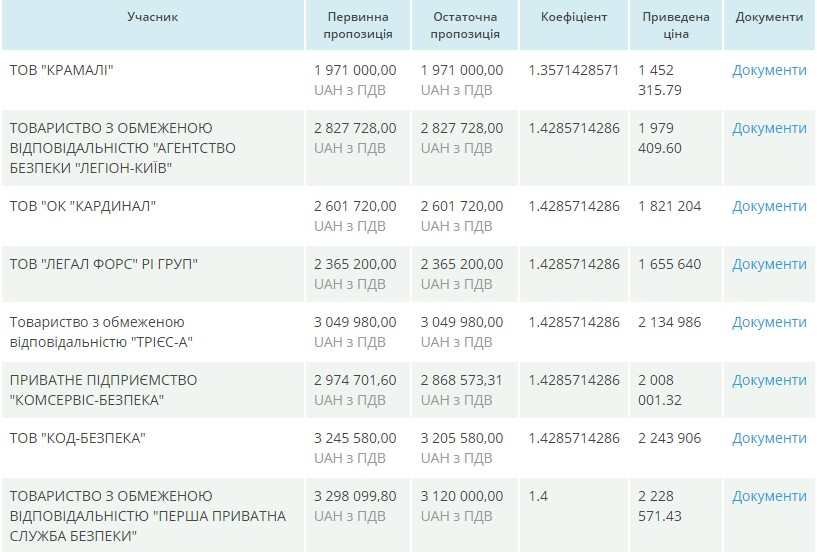 Учасник
Первинна
пропозиція
Остаточна
пропозиція
Коефіцієнт
Приведена
ціна
Документи
ТОВ "КРАМАЛІ"
1 971 000,00
UAH з ПДВ
1 971 000,00
UAH з ПДВ
1.3571428571
1 452
315.79
Документи
ТОВАРИСТВО З ОБМЕЖЕНОЮ
ВІДПОВІДАЛЬНІСТЮ "АГЕНТСТВО
БЕЗПЕКИ "ЛЕГІОН-КИЇВ"
2 827 728,00
UAH з ПДВ
2 827 728,00
UAH з ПДВ
1.4285714286
1 979
409.60
Документи
ТОВ "ОК "КАРДИНАЛ"
2 601 720,00
UAH з ПДВ
2 601 720,00
UAH з ПДВ
1.4285714286
1 821 204
Документи
ТОВ "ЛЕГАЛ ФОРС" РІ ГРУП"
2 365 200,00
UAH з ПДВ
2 365 200,00
UAH з ПДВ
1.4285714286
1 655 640
Документи
Товариство з обмеженою
відповідальністю "ТРІЄС-А"
3 049 980,00
UAH з ПДВ
3 049 980,00
UAH з ПДВ
1.4285714286
2 134 986
Документи
ПРИВАТНЕ ПІДПРИЄМСТВО
"КОМСЕРВІС-БЕЗПЕКА"
2 974 701,60
UAH з ПДВ
2 868 573,31
UAH з ПДВ
1.4285714286
2 008
001.32
Документи
ТОВ "КОД-БЕЗПЕКА"
3 245 580,00
UAH з ПДВ
3 205 580,00
UAH з ПДВ
1.4285714286
2 243 906
Документи
ТОВАРИСТВО З ОБМЕЖЕНОЮ
ВІДПОВІДАЛЬНІСТЮ "ПЕРША ПРИВАТНА
СЛУЖБА БЕЗПЕКИ"
3 298 099,80
UAH з ПДВ
3 120 000,00
UAH з ПДВ
1.4
2 228
571.43
Документи